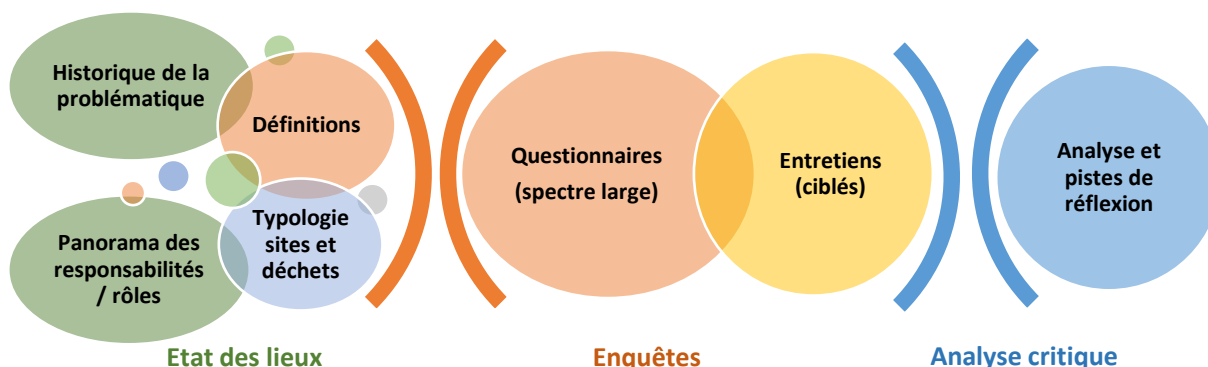 Historique de la
problématique
Définitions
Typologie
sites et
déchets
Panorama des
responsabilités
/ rôles
Etat des lieux
Questionnaires
(spectre large)
Entretiens
(ciblés)
Enquêtes
Analyse et
pistes de
réflexion
Analyse critique